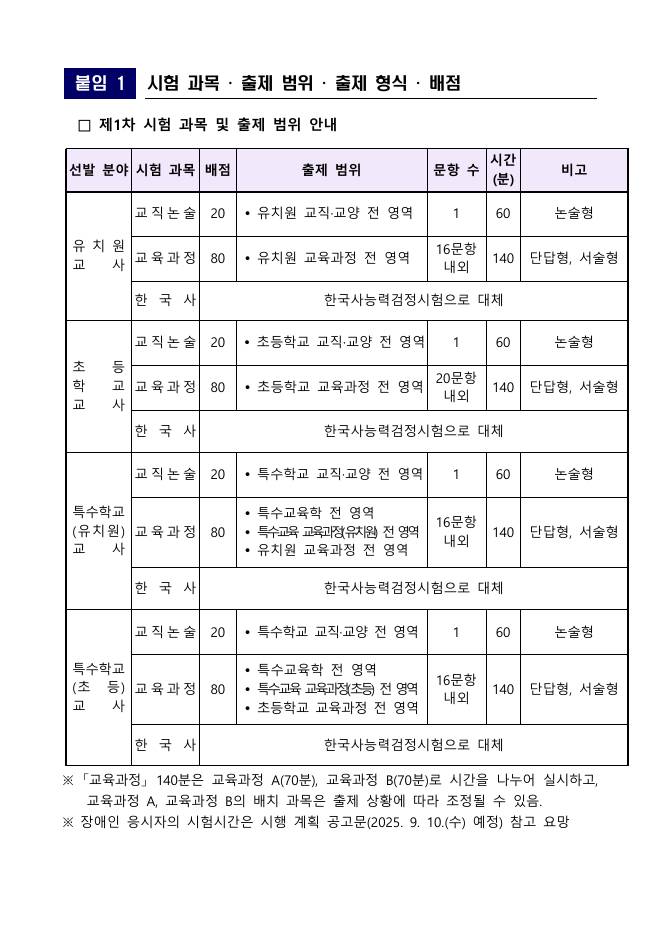 붙임 1 시험 과목 · 출제 범위 · 출제 형식 · 배점
□ 제1차 시험 과목 및 출제 범위 안내
선발 분야 시험 과목 배점 출제 범위 문항 수 시간(분) 비고
유치원 교사
교직논술 20 • 유치원 교직·교양 전 영역 1 60 논술형
교육과정 80 • 유치원 교육과정 전 영역 16문항 내외 140 단답형, 서술형
한국사 한국사능력검정시험으로 대체
초등학교 교사
교직논술 20 • 초등학교 교직·교양 전 영역 1 60 논술형
교육과정 80 • 초등학교 교육과정 전 영역 20문항 내외 140 단답형, 서술형
한국사 한국사능력검정시험으로 대체
특수학교(유치원) 교사
교직논술 20 • 특수학교 교직·교양 전 영역 1 60 논술형
교육과정 80
• 특수교육학 전 영역
• 특수교육 교육과정(유치원) 전 영역
• 유치원 교육과정 전 영역
16문항 내외 140 단답형, 서술형
한국사 한국사능력검정시험으로 대체
특수학교(초등) 교사
교직논술 20 • 특수학교 교직·교양 전 영역 1 60 논술형
교육과정 80
• 특수교육학 전 영역
• 특수교육 교육과정(초등) 전 영역
• 초등학교 교육과정 전 영역
16문항 내외 140 단답형, 서술형
한국사 한국사능력검정시험으로 대체
※「교육과정」140분은 교육과정 A(70분), 교육과정 B(70분)로 시간을 나누어 실시하고,
교육과정 A, 교육과정 B의 배치 과목은 출제 상황에 따라 조정될 수 있음.
※ 장애인 응시자의 시험시간은 시행 계획 공고문(2025. 9. 10.(수) 예정) 참고 요망